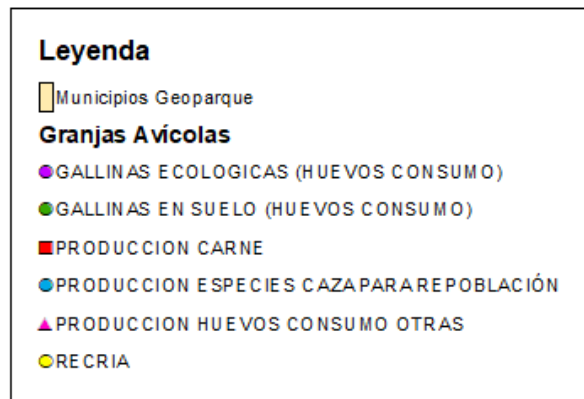 Leyenda
Municipios Geoparque
Granjas Avícolas
GALLINAS ECOLOGICAS (HUEVOS CONSUMO)
GALLINAS EN SUELO (HUEVOS CONSUMO)
PRODUCCION CARNE
PRODUCCION ESPECIES CAZA PARA REPOBLACIÓN
PRODUCCION HUEVOS CONSUMO OTRAS
RECRIA